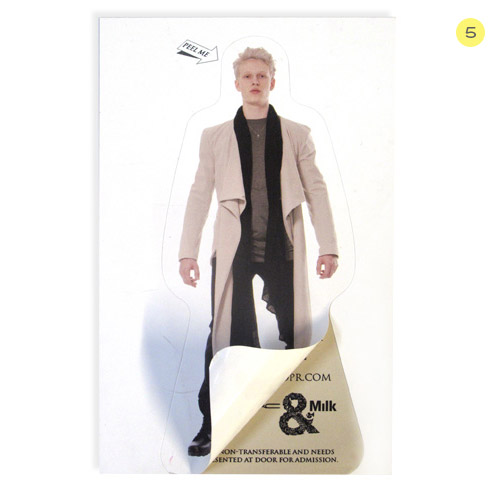 5
PEEL ME
PR.COM
& Milk
NON-TRANSFERABLE AND NEEDS
SENTED AT DOOR FOR ADMISSION.